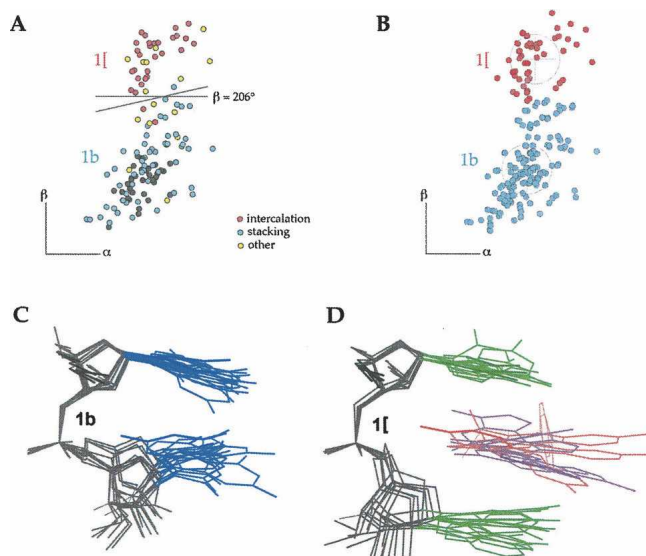 A
1[
β = 206°
1b
β
α
intercalation
stacking
other
B
1[
1b
β
α
C
1b
D
1[